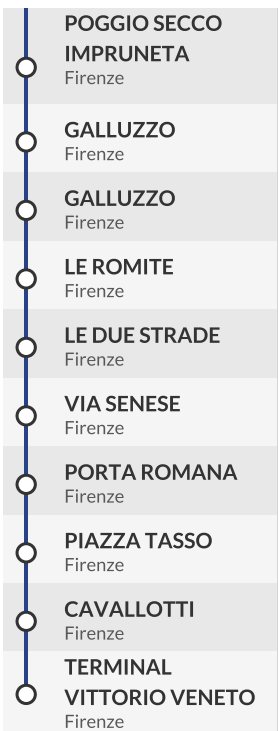 POGGIO SECCO
IMPRUNETA
Firenze
GALLUZZO
Firenze
GALLUZZO
Firenze
LE ROMITE
Firenze
LE DUE STRADE
Firenze
VIA SENESE
Firenze
PORTA ROMANA
Firenze
PIAZZA TASSO
Firenze
CAVALLOTTI
Firenze
TERMINAL
VITTORIO VENETO
Firenze